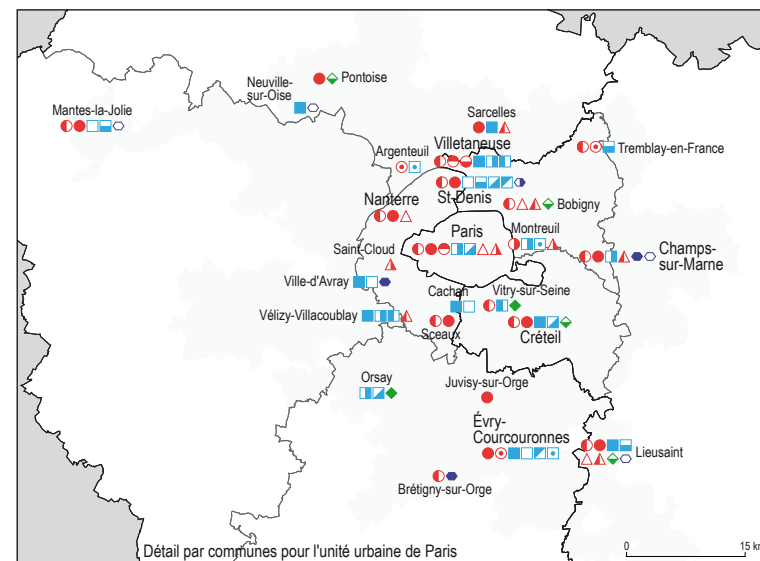 Pontoise
Neuville-
sur-Oise
Mantes-la-Jolie
Sarcelles
Villetaneuse
Tremblay-en-France
Argenteuil
St-Denis
Nanterre
Bobigny
Paris
Montreuil
Saint-Cloud
Champs-
sur-Marne
Ville-d'Avray
Cachan
Vitry-sur-Seine
Vélizy-Villacoublay
Sceaux
Créteil
Orsay
Juvisy-sur-Orge
Évry-
Courcouronnes
Lieusaint
Brétigny-sur-Orge
Détail par communes pour l'unité urbaine de Paris
0 15 km